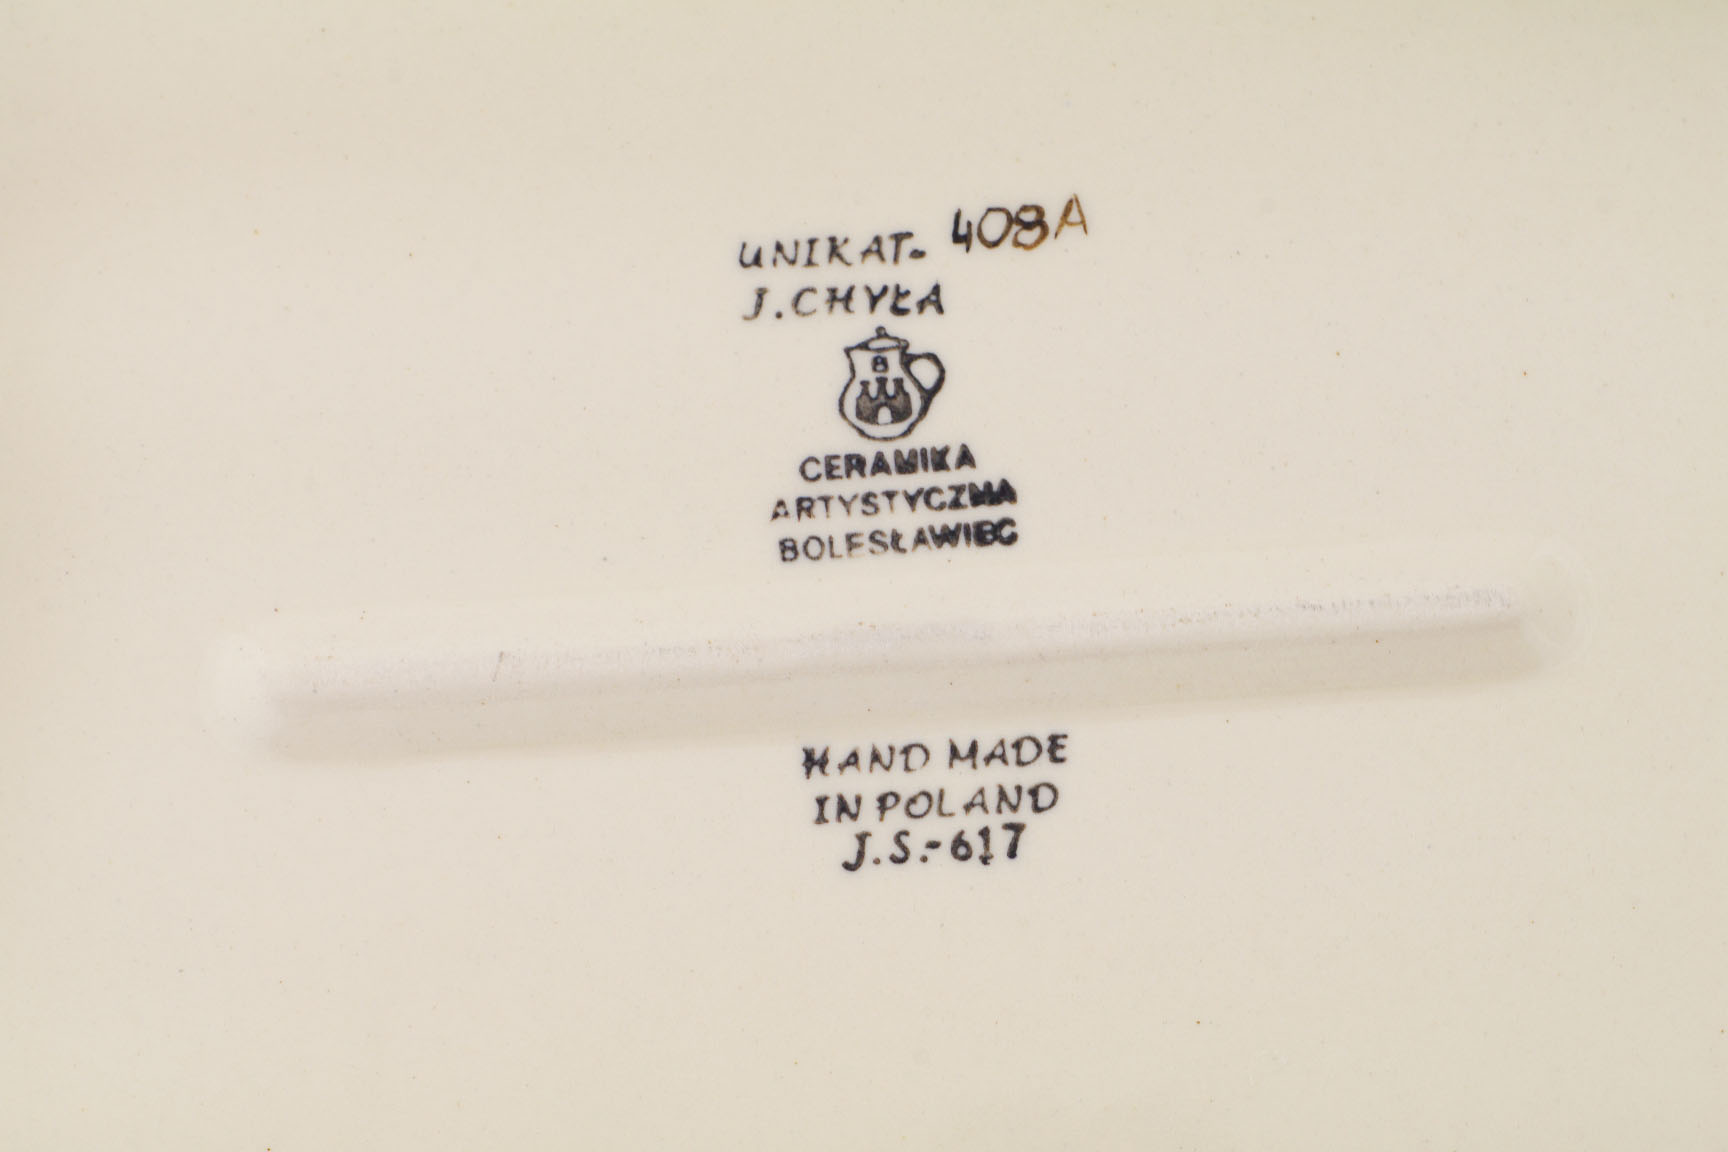 UNIKAT- 408A
J.CHYŁA
B
CERAMIKA
ARTYSTYCZNA
BOLESŁAWIEC
HAND MADE
IN POLAND
J.S.-617